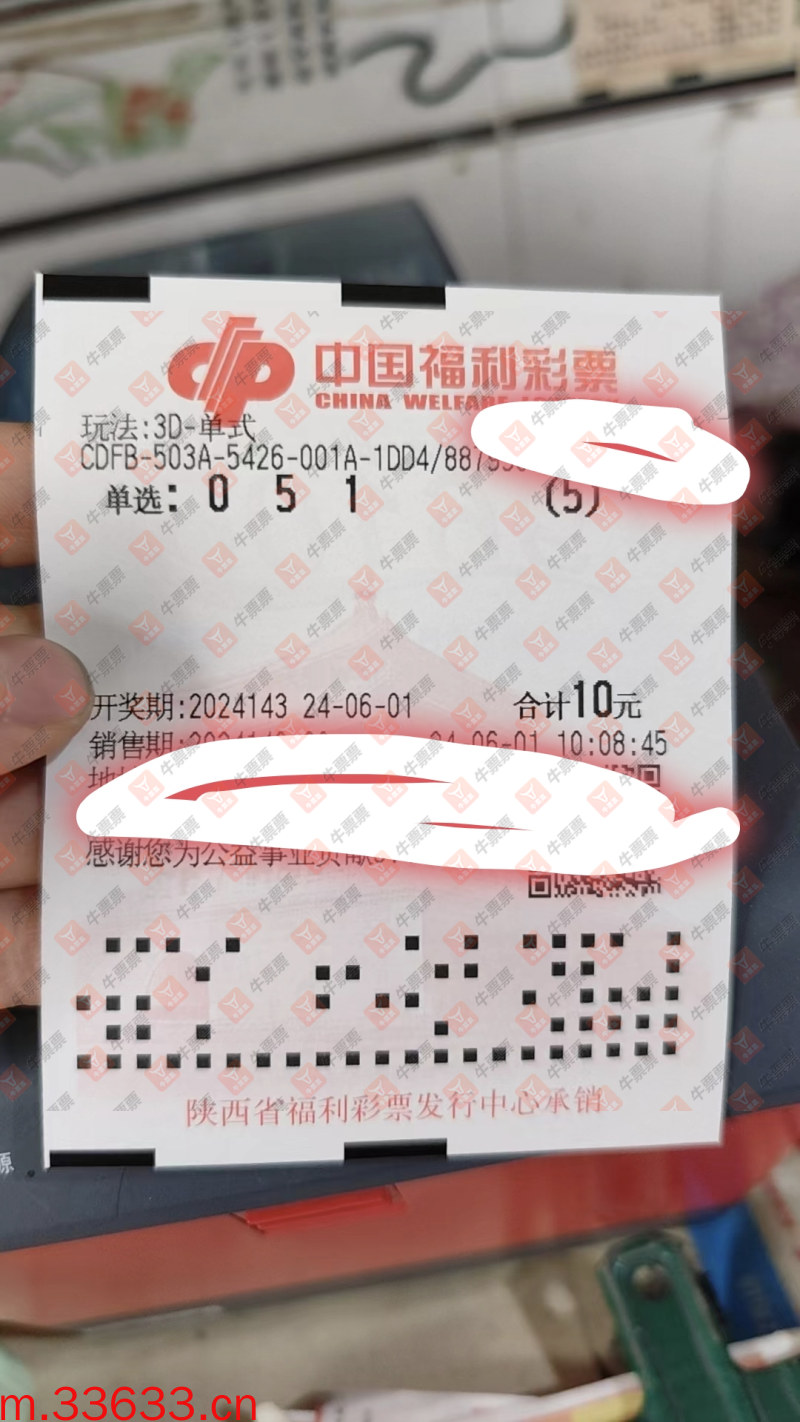 中国福利彩票
CHINA WELFARE
玩法:3D-单式
CDFB-503A-5426-001A-1DD4/8879
单选: 0 5 1 (5)
开奖期:2024143 24-06-01 合计10元
销售期: 24-06-01 10:08:45
感谢您为公益事业贡献
陕西省福利彩票发行中心承销
牛票票
m.33633.cn